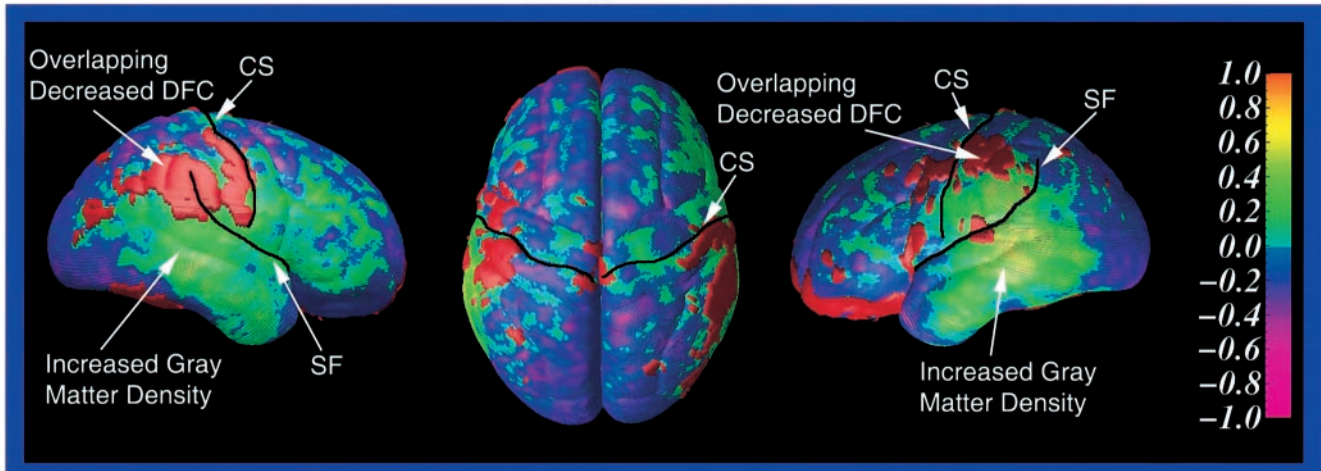 Overlapping
Decreased DFC
CS
Increased Gray
Matter Density
SF
CS
Overlapping
Decreased DFC
CS
SF
Increased Gray
Matter Density
1.0
0.8
0.6
0.4
0.2
0.0
-0.2
-0.4
-0.6
-0.8
-1.0